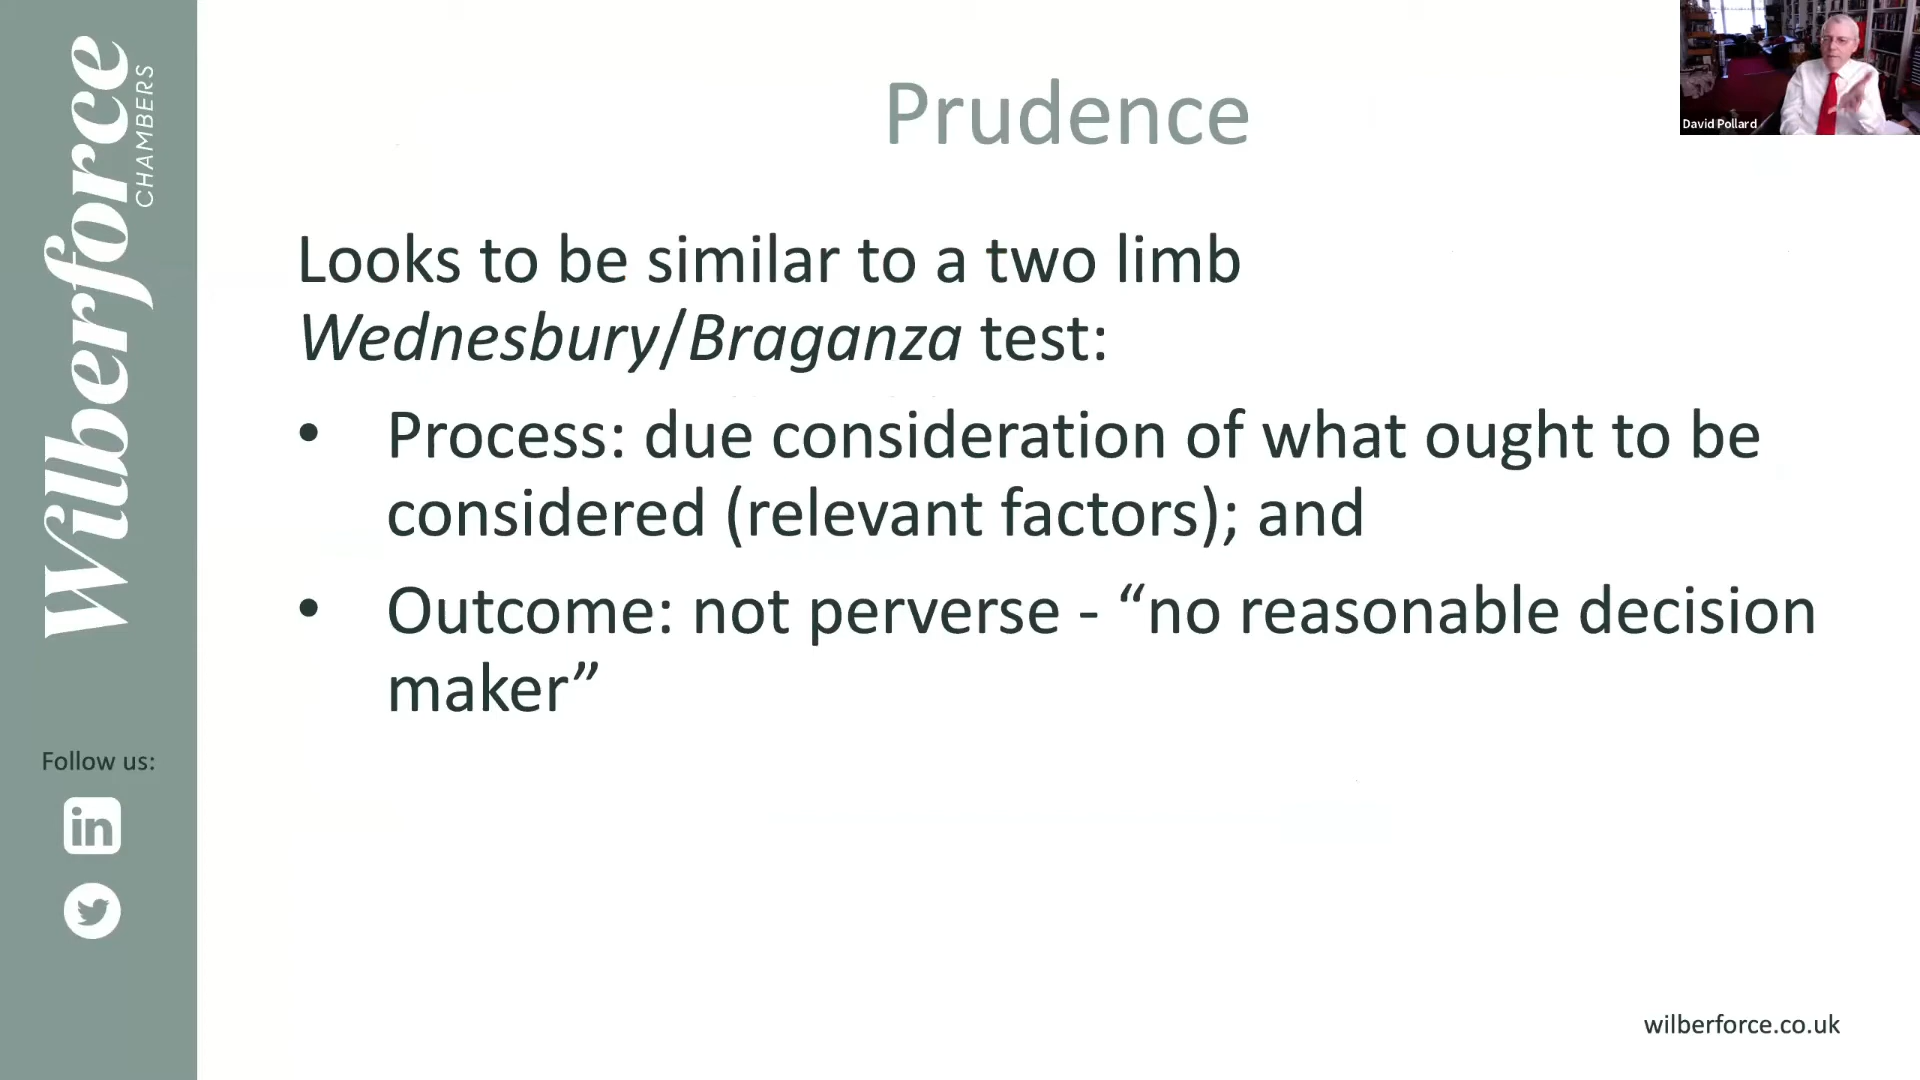 Wilberforce
CHAMBERS
Prudence
David Pollard
Looks to be similar to a two limb
Wednesbury/Braganza test:
• Process: due consideration of what ought to be
considered (relevant factors); and
• Outcome: not perverse - “no reasonable decision
maker”
Follow us:
in
wilberforce.co.uk